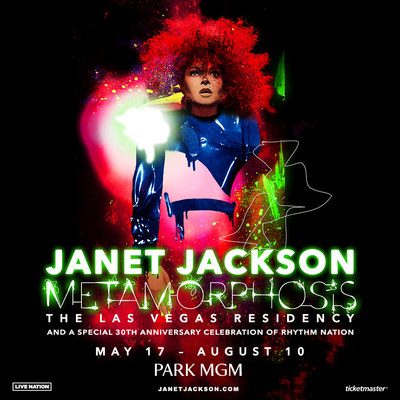 JANET JACKSON
METAMORPHOSIS
THE LAS VEGAS RESIDENCY
AND A SPECIAL 30TH ANNIVERSARY CELEBRATION OF RHYTHM NATION
MAY 17 - AUGUST 10
PARK MGM
LIVE NATION
JANETJACKSON.COM
ticketmaster